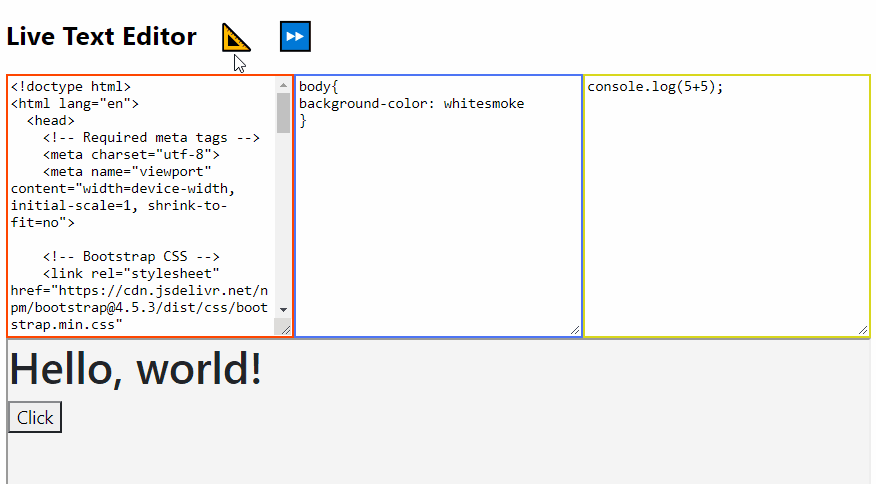 Live Text Editor
<!doctype html>
<html lang="en">
<head>
<!-- Required meta tags -->
<meta charset="utf-8">
<meta name="viewport"
content="width=device-width,
initial-scale=1, shrink-to-
fit=no">
<!-- Bootstrap CSS -->
<link rel="stylesheet"
href="https://cdn.jsdelivr.net/n
pm/bootstrap@4.5.3/dist/css/boot
strap.min.css"
body{
background-color: whitesmoke
}
console.log(5+5);
Hello, world!
Click